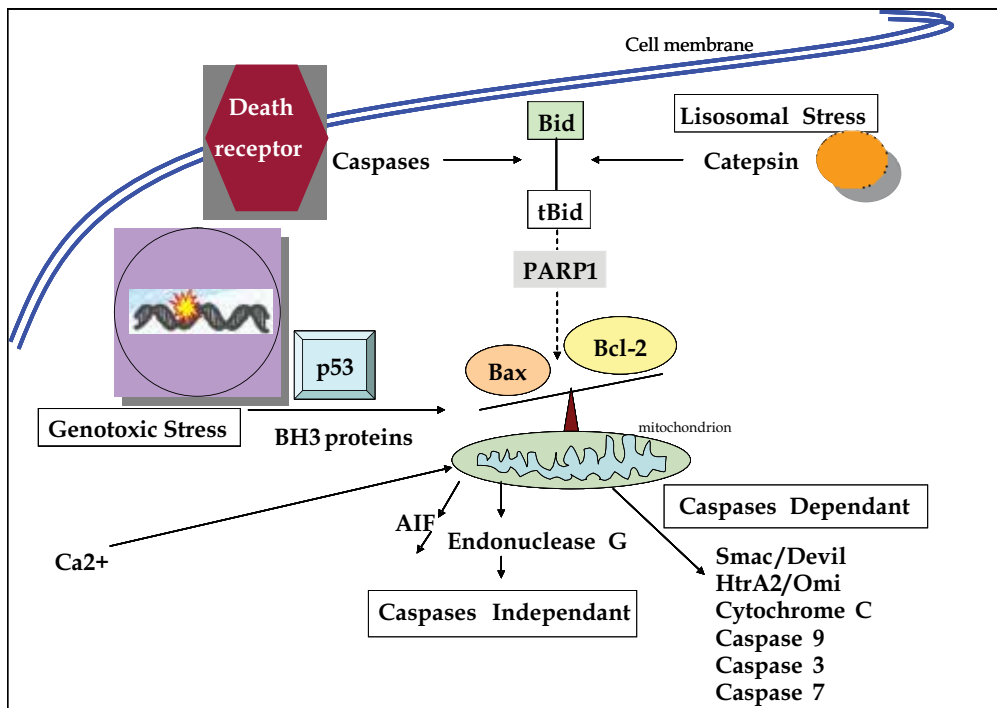 Cell membrane
Death
receptor
Bid
Lisosomal Stress
Caspases
Catepsin
tBid
PARP1
Bcl-2
p53
Bax
Genotoxic Stress
BH3 proteins
mitochondrion
Caspases Dependant
AIF
Endonuclease G
Ca2+
Smac/Devil
HtrA2/Omi
Cytochrome C
Caspase 9
Caspase 3
Caspase 7
Caspases Independant